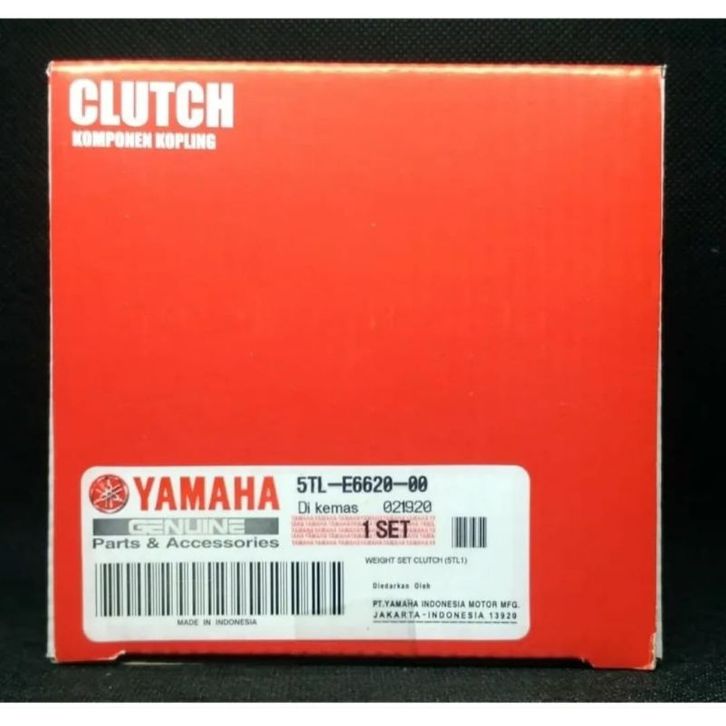 CLUTCH
KOMPONEN KOPLING
YAMAHA
GENUINE
Parts & Accessories
5TL-E6620-00
Di kemas 021920
1 SET
WEIGHT SET CLUTCH (5TL1)
Diedarkan Oleh
PT.YAMAHA INDONESIA MOTOR MFG.
JAKARTA-INDONESIA 13920
MADE IN INDONESIA